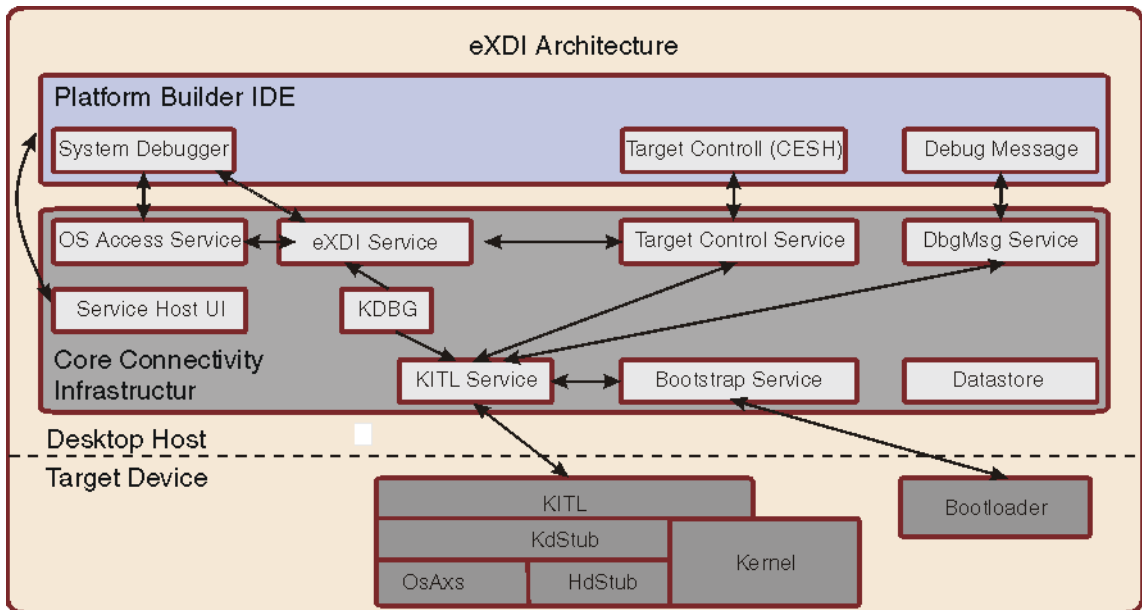 eXDI Architecture
Platform Builder IDE
System Debugger
Target Controll (CESH)
Debug Message
OS Access Service
eXDI Service
Target Control Service
DbgMsg Service
Service Host UI
KDBG
Core Connectivity
Infrastructur
KITL Service
Bootstrap Service
Datastore
Desktop Host
Target Device
KITL
Bootloader
KdStub
Kernel
OsAxs
HdStub